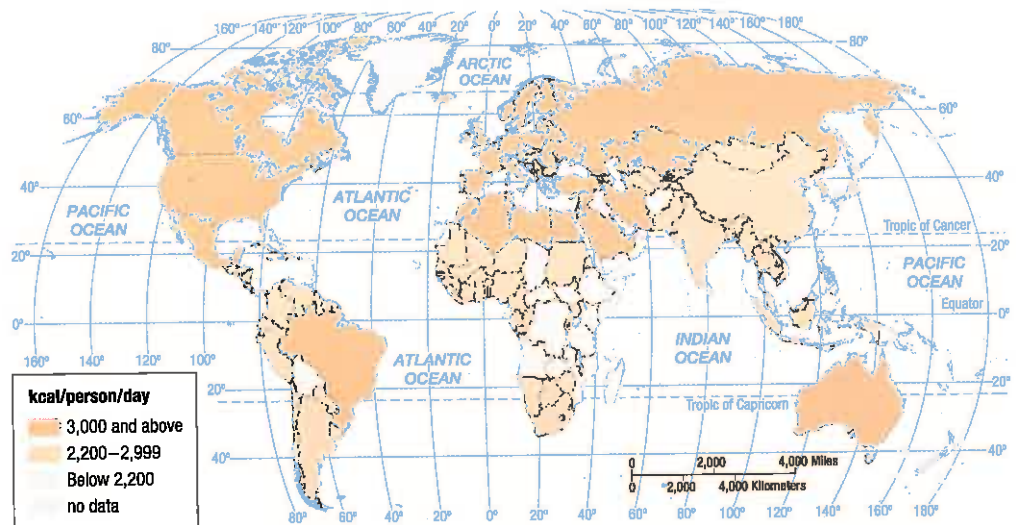 160° 140° 120° 100° 80° 60° 40° 20° 0° 20° 40° 60° 80° 100° 120° 140° 160° 180°
80° 80°
ARCTIC
OCEAN
60° 60°
40° 40°
PACIFIC
OCEAN
ATLANTIC
OCEAN
Tropic of Cancer
20° 20°
PACIFIC
OCEAN
Equator
0° 0°
INDIAN
OCEAN
160° 140° 120° 100°
ATLANTIC
OCEAN
20° 20°
Tropic of Capricorn
40° 40°
kcal/person/day
3,000 and above
2,200–2,999
Below 2,200
no data
0 2,000 4,000 Miles
0 2,000 4,000 Kilometers
80° 60° 40° 20° 0° 20° 40° 60° 80° 100° 120° 140° 160° 180°